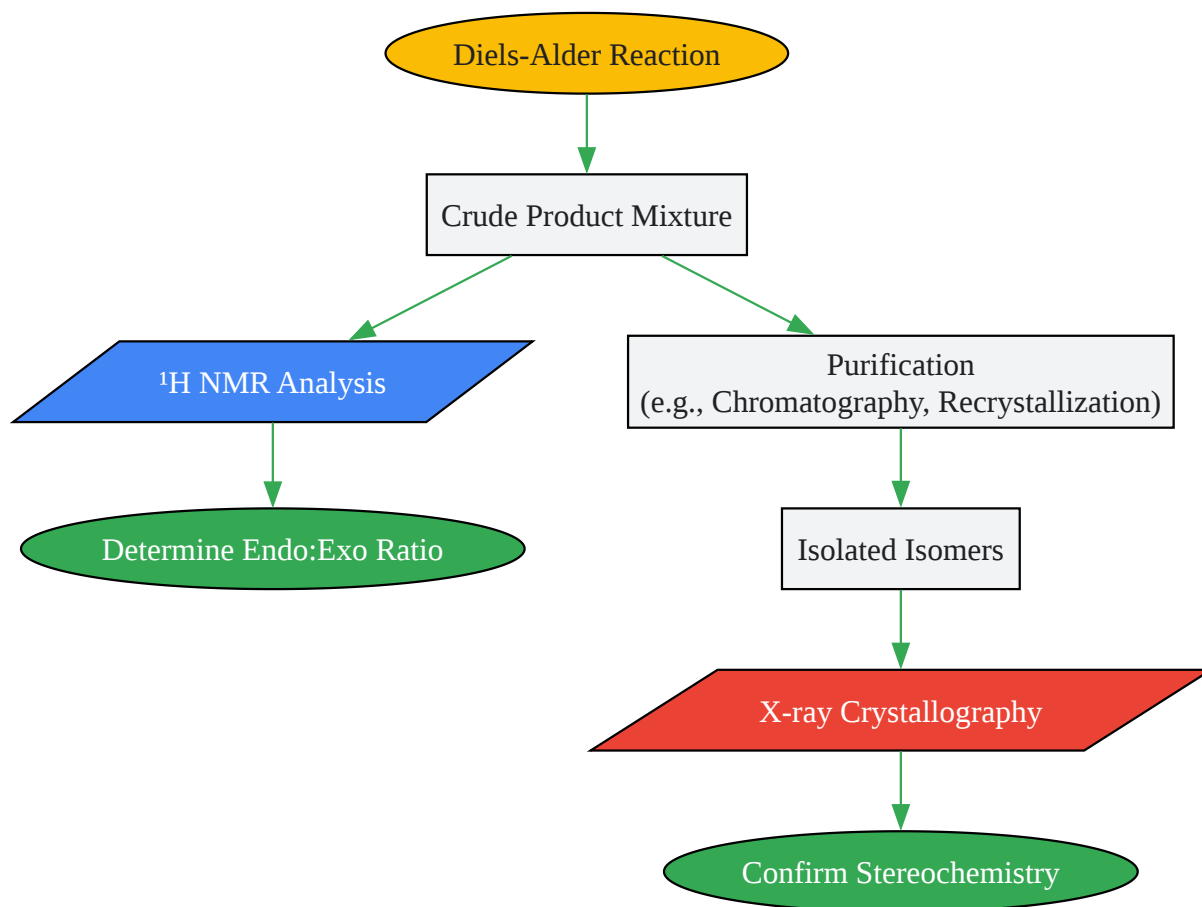 Diels-Alder Reaction
Crude Product Mixture
¹H NMR Analysis
Purification
(e.g., Chromatography, Recrystallization)
Determine Endo:Exo Ratio
Isolated Isomers
X-ray Crystallography
Confirm Stereochemistry